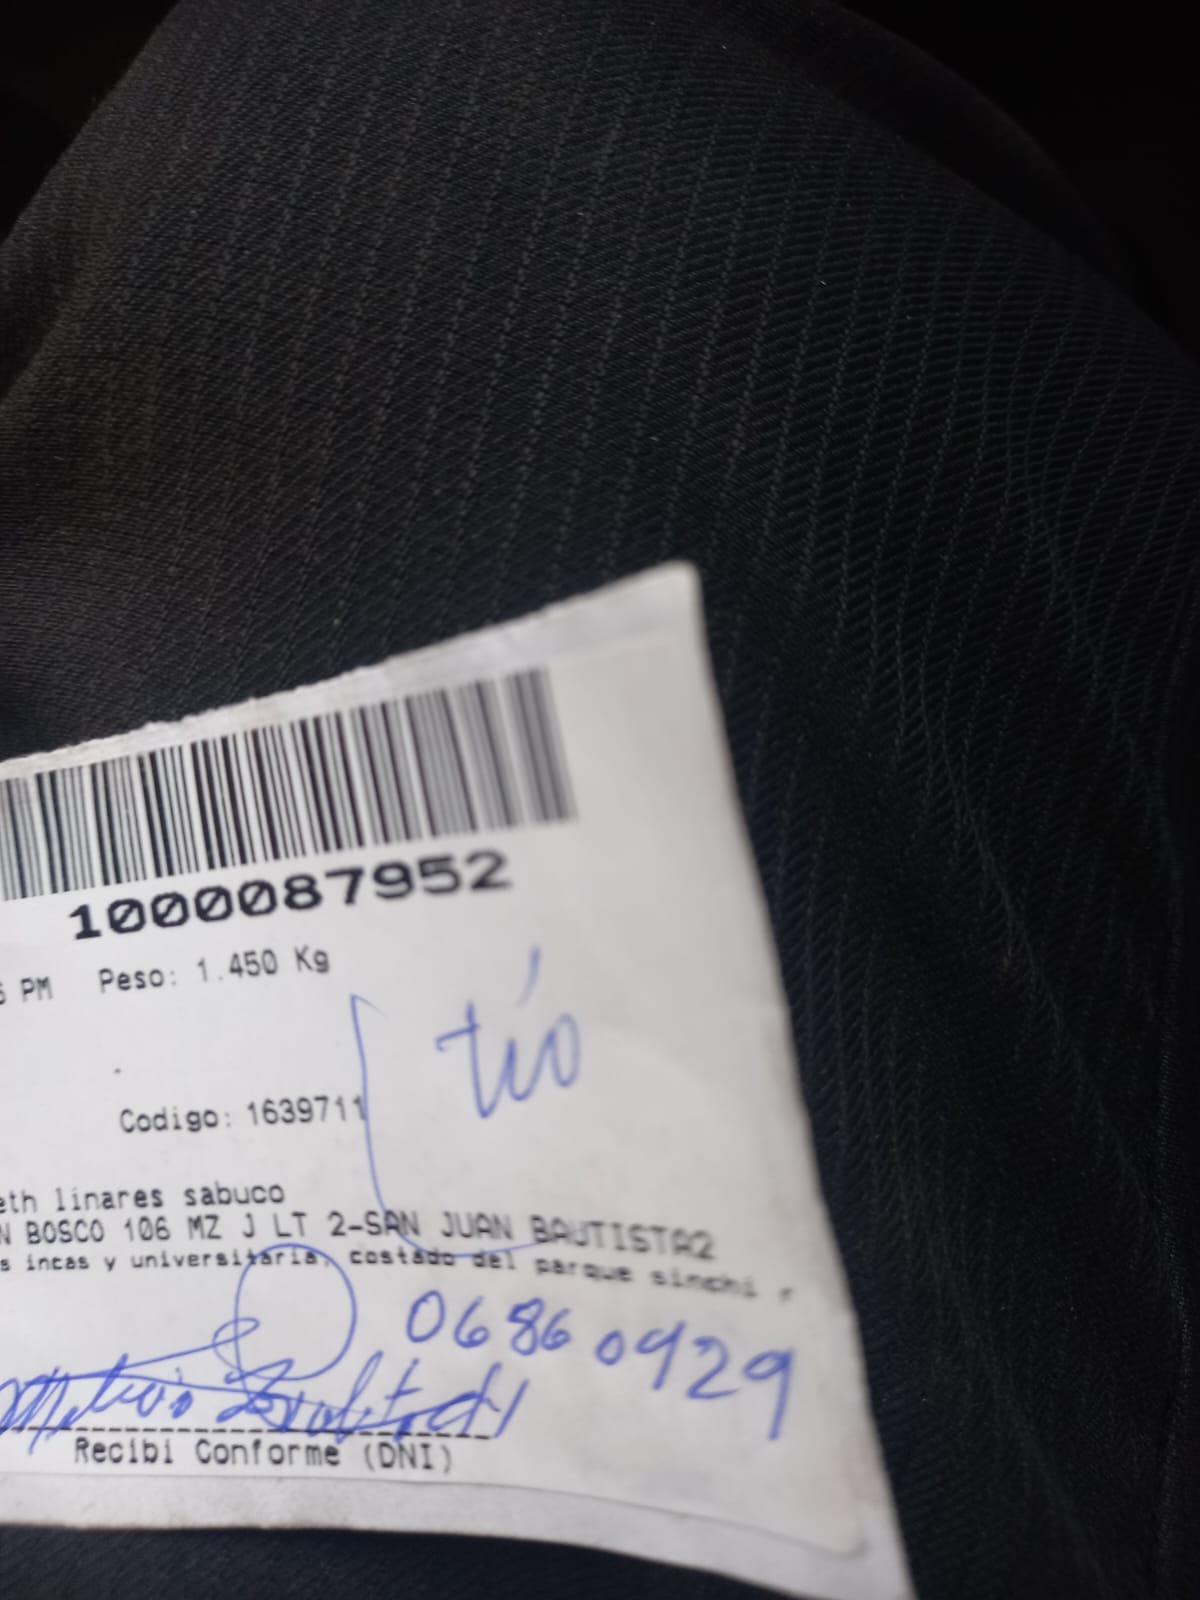 1000087952
6 PM Peso: 1.450 Kg
tío
Codigo: 1639711
eth linares sabuco
N BOSCO 106 MZ J LT 2-SAN JUAN BAUTISTA2
s incas y universitaria, costado del parque sinchi r
06860929
Recibi Conforme (DNI)